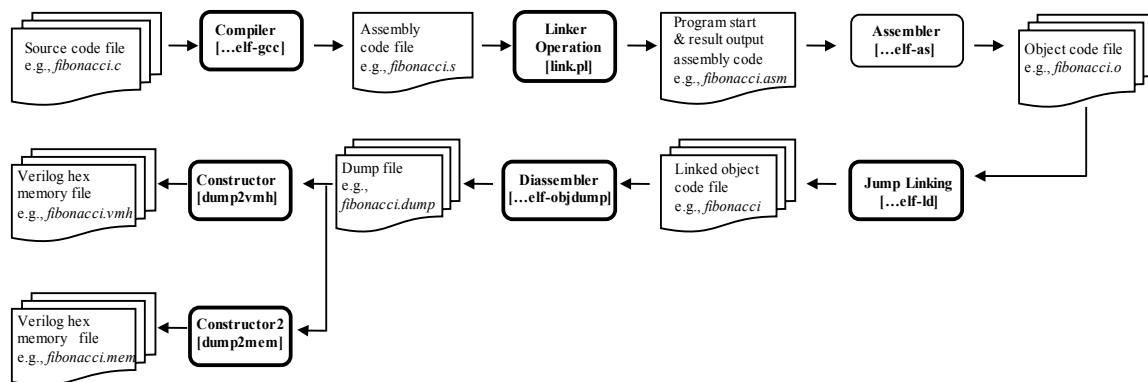 Source code file
e.g., fibonacci.c
Compiler
[…elf-gcc]
Assembly
code file
e.g., fibonacci.s
Linker
Operation
[link.pl]
Program start
& result output
assembly code
e.g., fibonacci.asm
Assembler
[…elf-as]
Object code file
e.g., fibonacci.o
Verilog hex
memory file
e.g., fibonacci.vmh
Constructor
[dump2vmh]
Dump file
e.g.,
fibonacci.dump
Diassembler
[…elf-objdump]
Linked object
code file
e.g., fibonacci
Jump Linking
[…elf-ld]
Verilog hex
memory file
e.g., fibonacci.mem
Constructor2
[dump2mem]